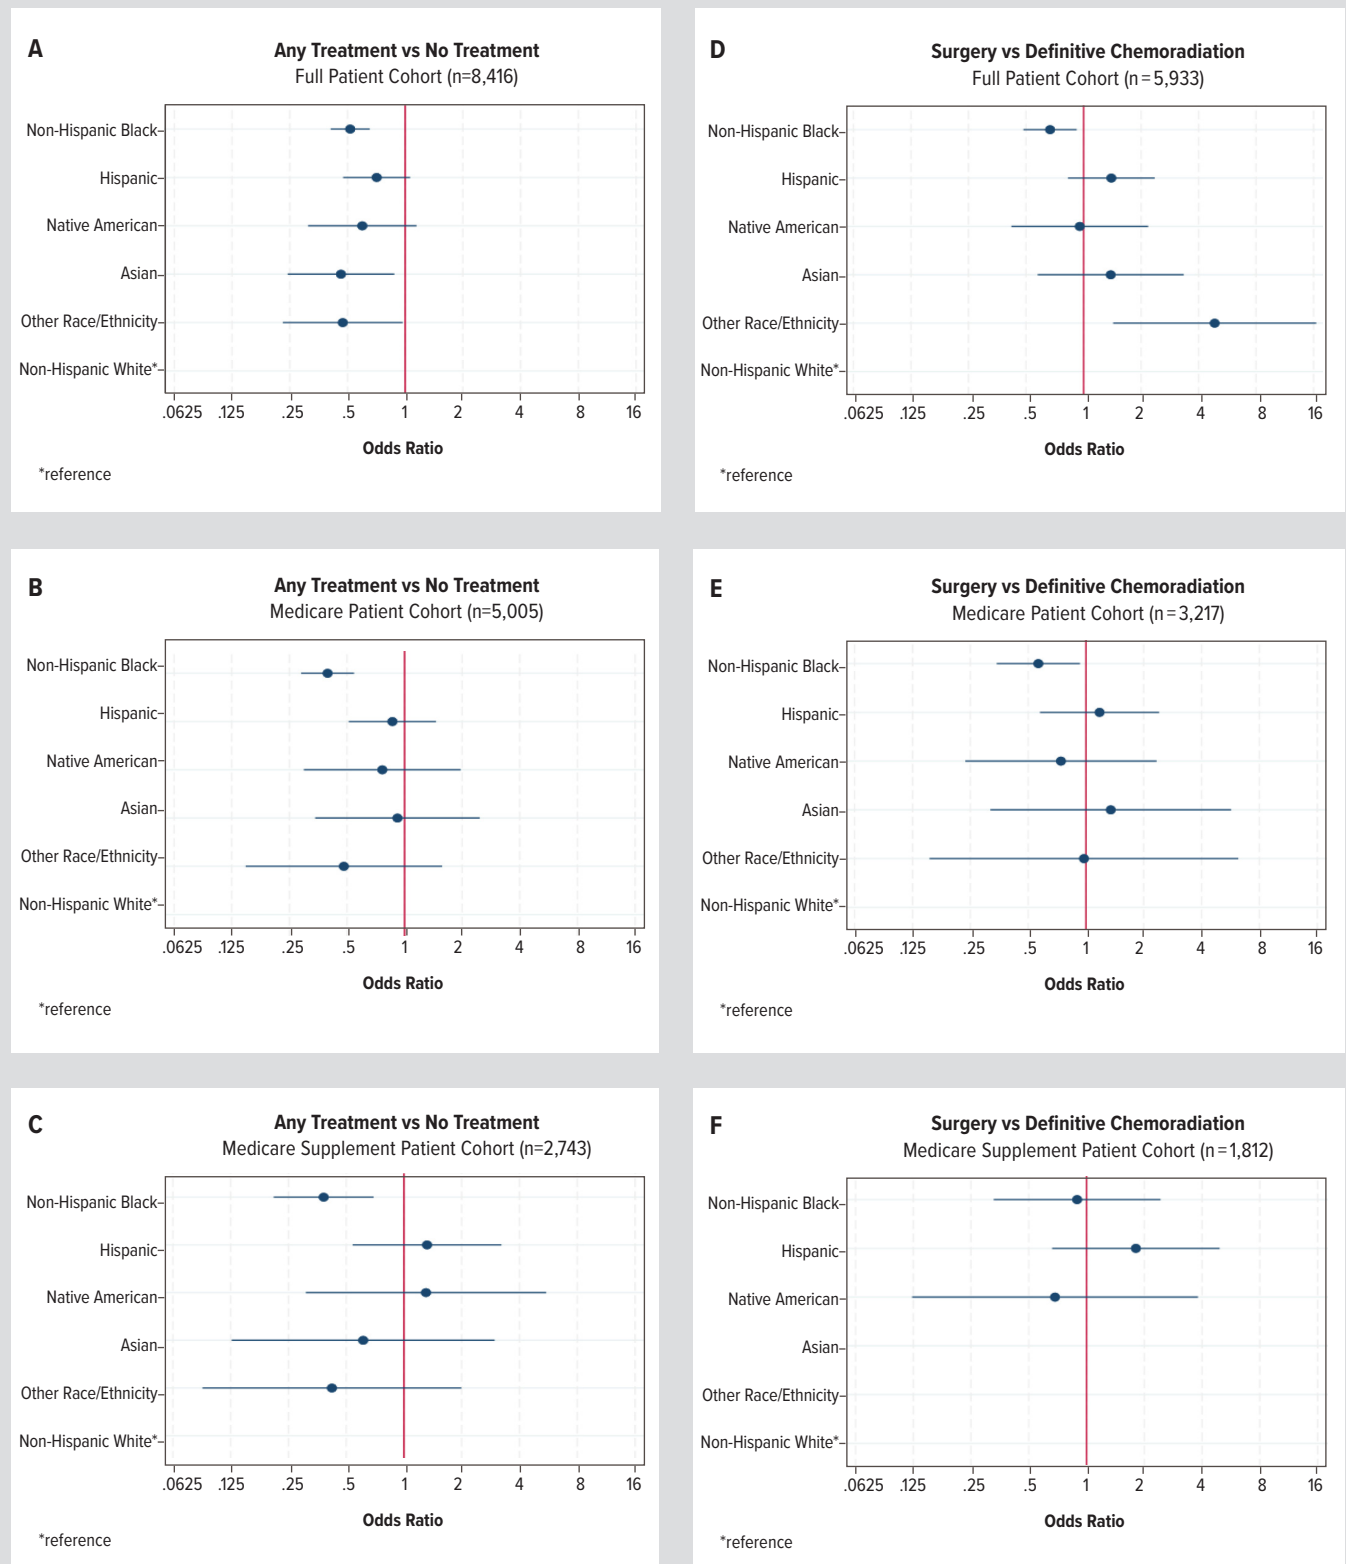 A
Any Treatment vs No Treatment
Full Patient Cohort (n=8,416)
Non-Hispanic Black
Hispanic
Native American
Asian
Other Race/Ethnicity
Non-Hispanic White*
.0625 .125 .25 .5 1 2 4 8 16
Odds Ratio
*reference
D
Surgery vs Definitive Chemoradiation
Full Patient Cohort (n=5,933)
Non-Hispanic Black
Hispanic
Native American
Asian
Other Race/Ethnicity
Non-Hispanic White*
.0625 .125 .25 .5 1 2 4 8 16
Odds Ratio
*reference
B
Any Treatment vs No Treatment
Medicare Patient Cohort (n=5,005)
Non-Hispanic Black
Hispanic
Native American
Asian
Other Race/Ethnicity
Non-Hispanic White*
.0625 .125 .25 .5 1 2 4 8 16
Odds Ratio
*reference
E
Surgery vs Definitive Chemoradiation
Medicare Patient Cohort (n=3,217)
Non-Hispanic Black
Hispanic
Native American
Asian
Other Race/Ethnicity
Non-Hispanic White*
.0625 .125 .25 .5 1 2 4 8 16
Odds Ratio
*reference
C
Any Treatment vs No Treatment
Medicare Supplement Patient Cohort (n=2,743)
Non-Hispanic Black
Hispanic
Native American
Asian
Other Race/Ethnicity
Non-Hispanic White*
.0625 .125 .25 .5 1 2 4 8 16
Odds Ratio
*reference
F
Surgery vs Definitive Chemoradiation
Medicare Supplement Patient Cohort (n=1,812)
Non-Hispanic Black
Hispanic
Native American
Asian
Other Race/Ethnicity
Non-Hispanic White*
.0625 .125 .25 .5 1 2 4 8 16
Odds Ratio
*reference